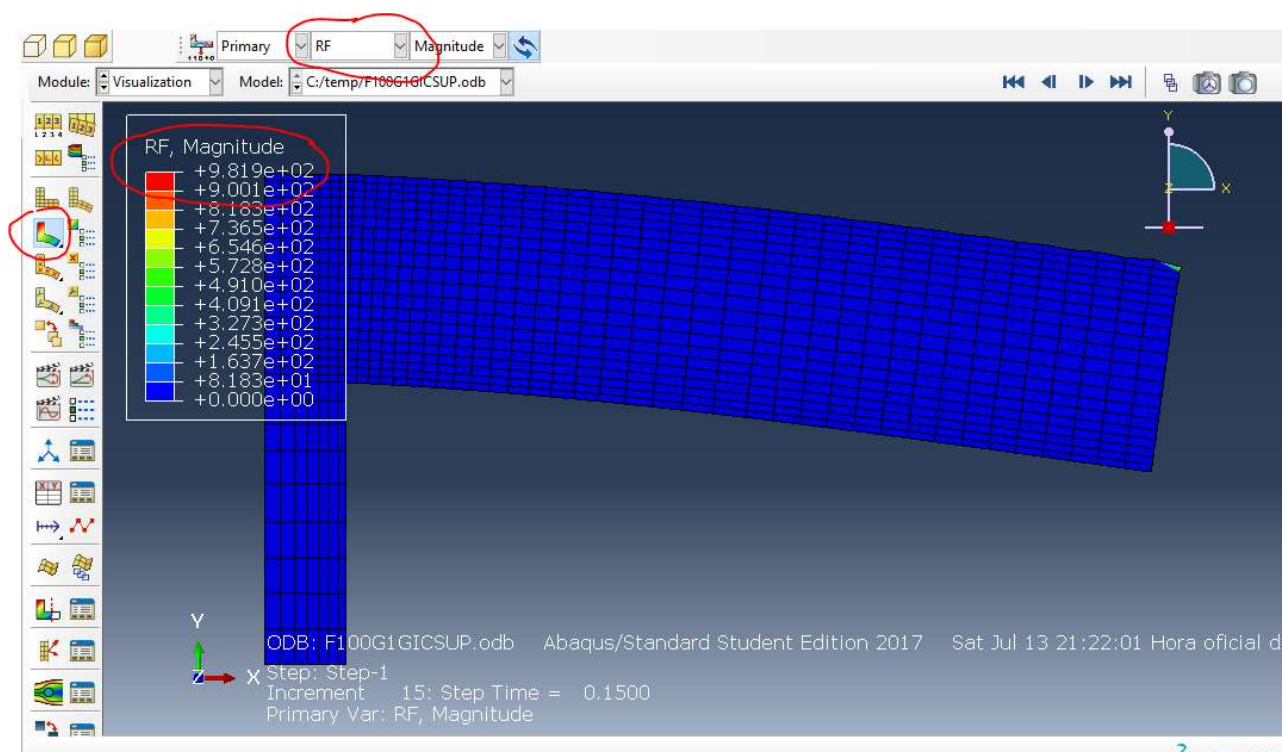 Primary RF Magnitude
Module: Visualization Model: C:/temp/F100G1GICSUP.odb
RF, Magnitude
+9.819e+02
+9.001e+02
+8.183e+02
+7.365e+02
+6.546e+02
+5.728e+02
+4.910e+02
+4.091e+02
+3.273e+02
+2.455e+02
+1.637e+02
+8.183e+01
+0.000e+00
Y
Z X
Y
Z X
ODB: F100G1GICSUP.odb Abaqus/Standard Student Edition 2017 Sat Jul 13 21:22:01 Hora oficial d
Step: Step-1
Increment 15: Step Time = 0.1500
Primary Var: RF, Magnitude